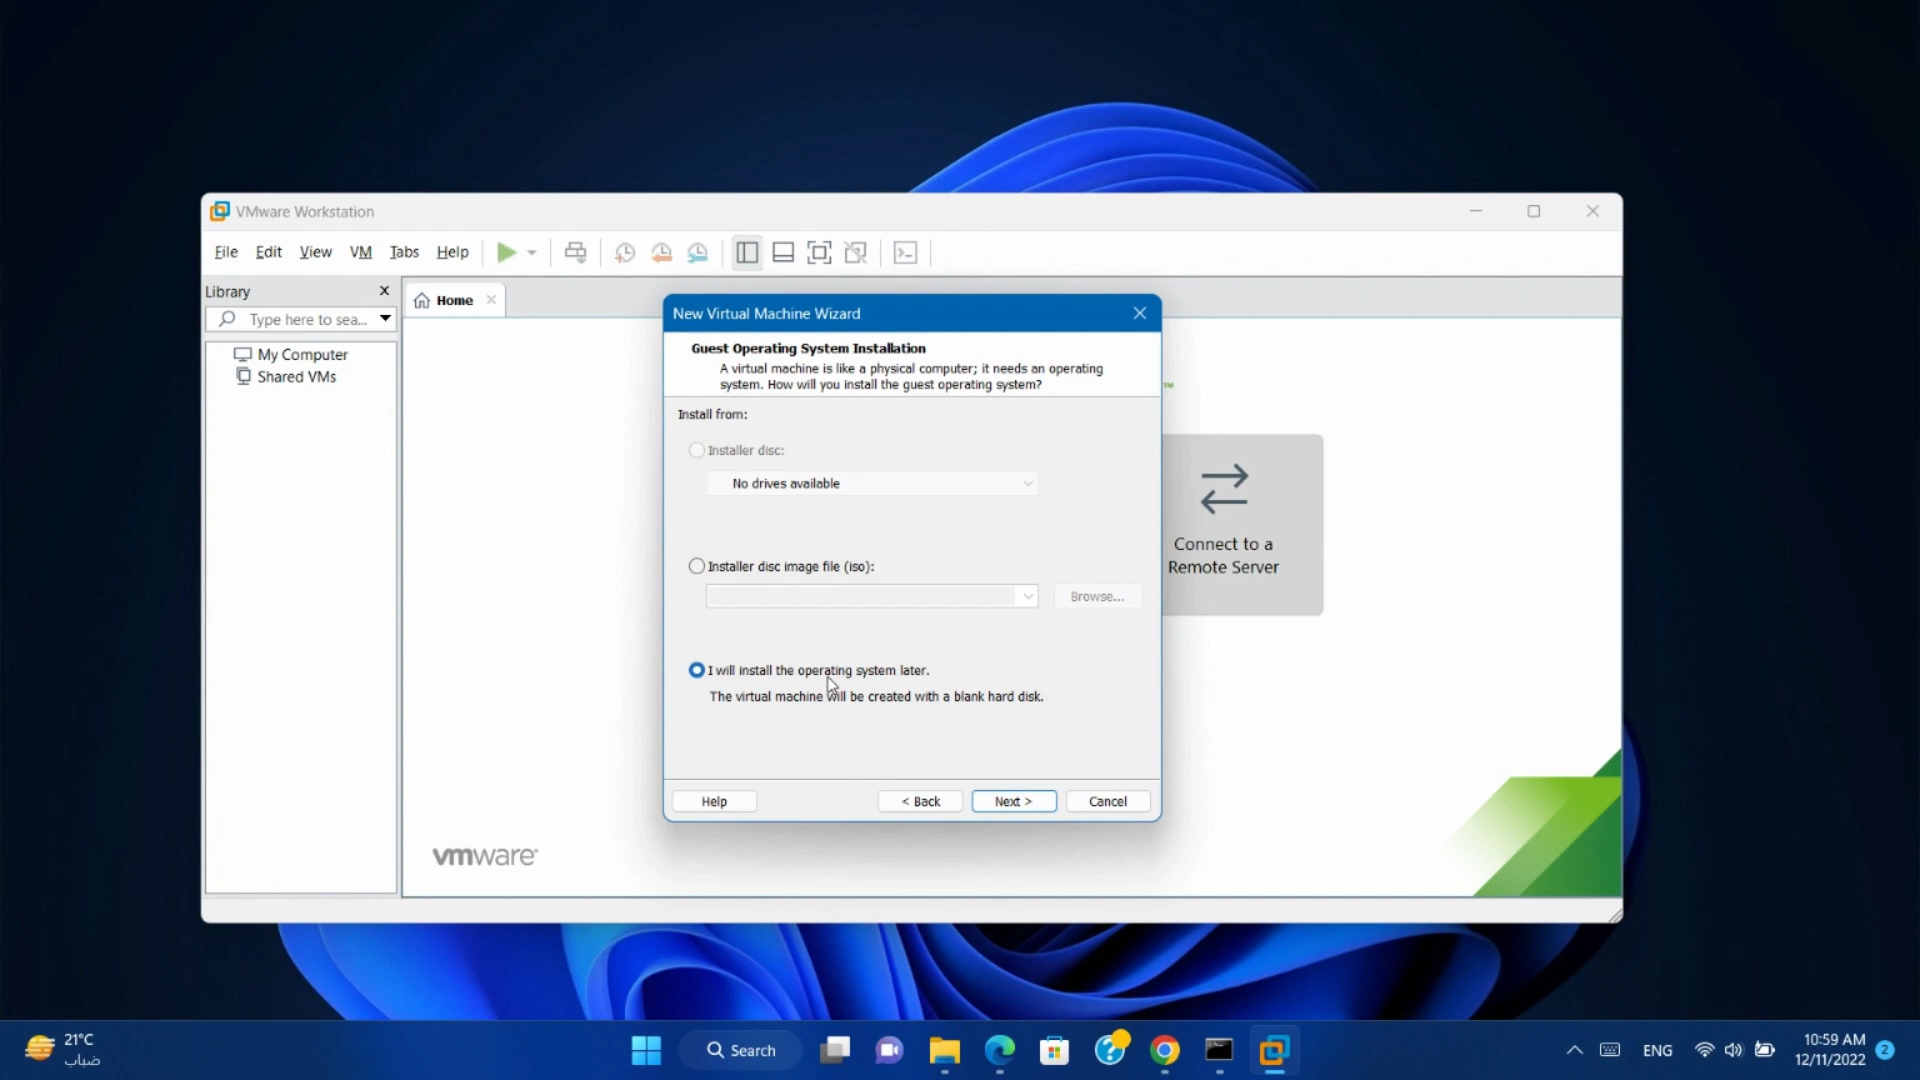 VMware Workstation
File Edit View VM Tabs Help
Library
Home
Type here to sea...
My Computer
Shared VMs
New Virtual Machine Wizard
Guest Operating System Installation
A virtual machine is like a physical computer; it needs an operating
system. How will you install the guest operating system?
TM
Install from:
Installer disc:
No drives available
Installer disc image file (iso):
Browse...
I will install the operating system later.
The virtual machine will be created with a blank hard disk.
Help
< Back
Next >
Cancel
Connect to a
Remote Server
vmware®
21°C
ضباب
Search
ENG
10:59 AM
12/11/2022
2